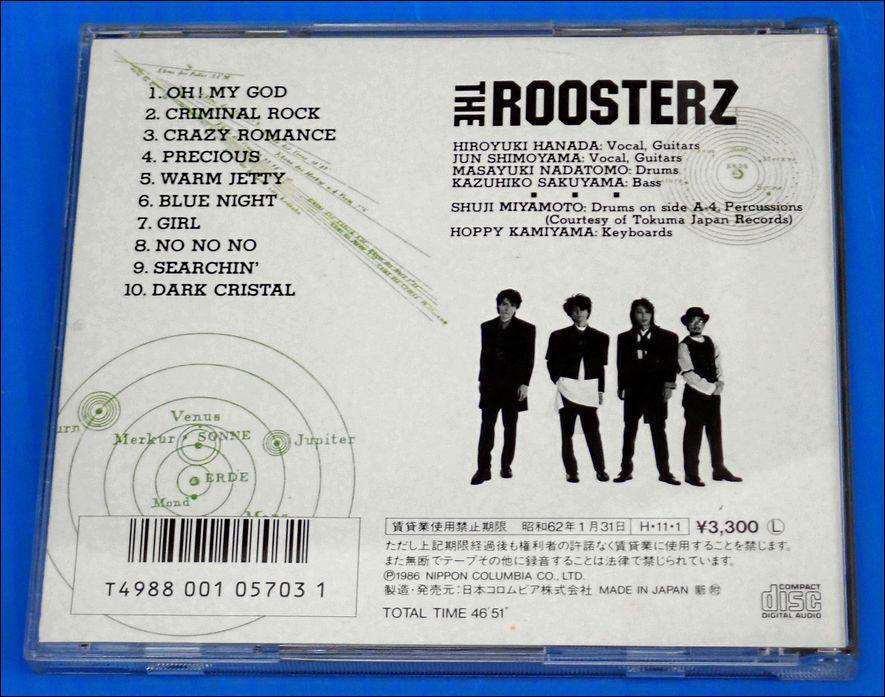 1. OH! MY GOD
2. CRIMINAL ROCK
3. CRAZY ROMANCE
4. PRECIOUS
5. WARM JETTY
6. BLUE NIGHT
7. GIRL
8. NO NO NO
9. SEARCHIN'
10. DARK CRISTAL
THE ROOSTERZ
HIROYUKI HANADA: Vocal, Guitars
JUN SHIMOYAMA: Vocal, Guitars
MASAYUKI NADATOMO: Drums
KAZUHIKO SAKUYAMA: Bass
SHUJI MIYAMOTO: Drums on side A-4, Percussions
(Courtesy of Tokuma Japan Records)
HOPPY KAMIYAMA: Keyboards
ERDE
Venus
Merkur SONNE Jupiter
ERDE
Mond
T4988 001 05703 1
賃貸業使用禁止期限 昭和62年1月31日 H・11・1 ¥3,300 Ⓛ
ただし上記期限経過後も権利者の許諾なく賃貸業に使用することを禁じます。
また無断でテープその他に録音することは法律で禁じられています。
Ⓟ1986 NIPPON COLUMBIA CO., LTD.
製造・発売元:日本コロムビア株式会社 MADE IN JAPAN
TOTAL TIME 46'51"
COMPACT
disc
DIGITAL AUDIO